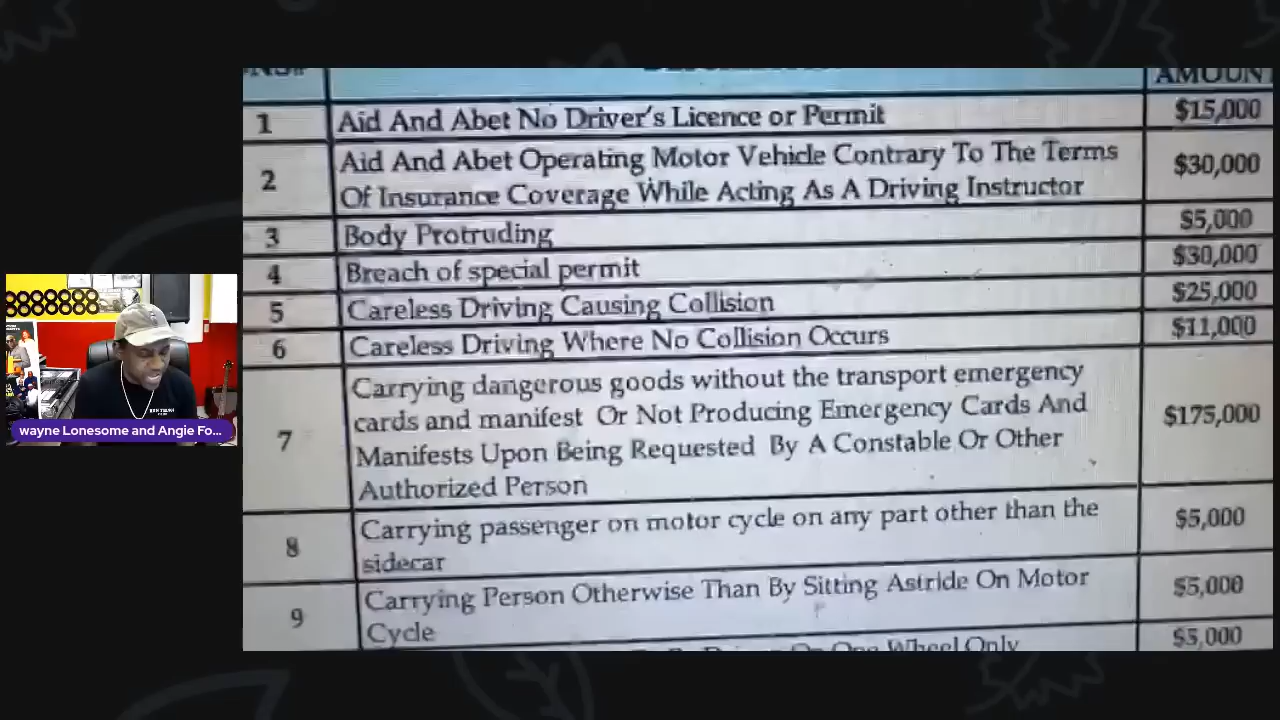 AMOUNT
1 Aid And Abet No Driver's Licence or Permit $15,000
2 Aid And Abet Operating Motor Vehicle Contrary To The Terms $30,000
Of Insurance Coverage While Acting As A Driving Instructor
3 Body Protruding $5,000
4 Breach of special permit $30,000
5 Careless Driving Causing Collision $25,000
6 Careless Driving Where No Collision Occurs $11,000
Carrying dangerous goods without the transport emergency
cards and manifest Or Not Producing Emergency Cards And
7 Manifests Upon Being Requested By A Constable Or Other $175,000
Authorized Person
8 Carrying passenger on motor cycle on any part other than the $5,000
sidecar
9 Carrying Person Otherwise Than By Sitting Astride On Motor $5,000
Cycle
On One Wheel Only $5,000
wayne Lonesome and Angie Fo...